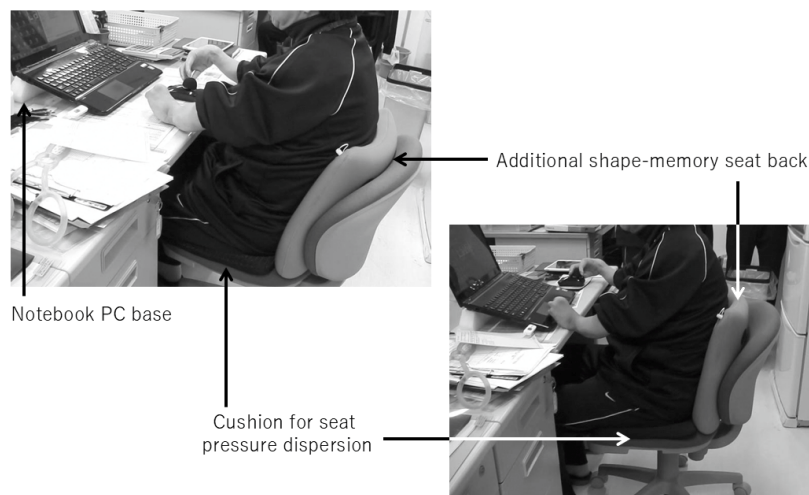 Additional shape-memory seat back
Notebook PC base
Cushion for seat
pressure dispersion